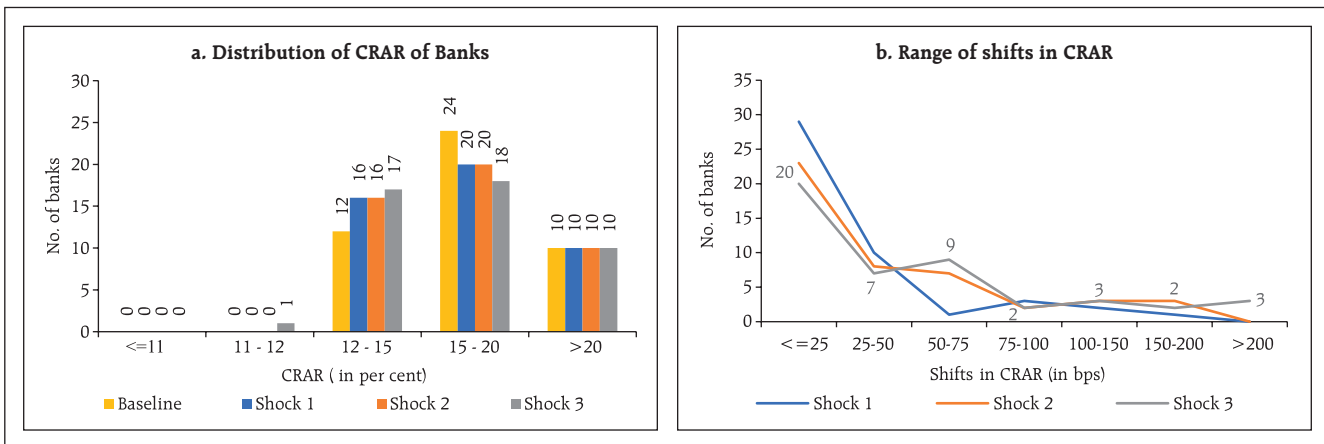 a. Distribution of CRAR of Banks
No. of banks
30
25
20
15
10
5
0
0 0 0 0
0 0 0 1
12 16 16 17
24 20 20 18
10 10 10 10
<=11 11 - 12 12 - 15 15 - 20 >20
CRAR ( in per cent)
Baseline Shock 1 Shock 2 Shock 3
b. Range of shifts in CRAR
No. of banks
35
30
25
20
15
10
5
0
20 7 9 2 3 2 3
<=25 25-50 50-75 75-100 100-150 150-200 >200
Shifts in CRAR (in bps)
Shock 1 Shock 2 Shock 3